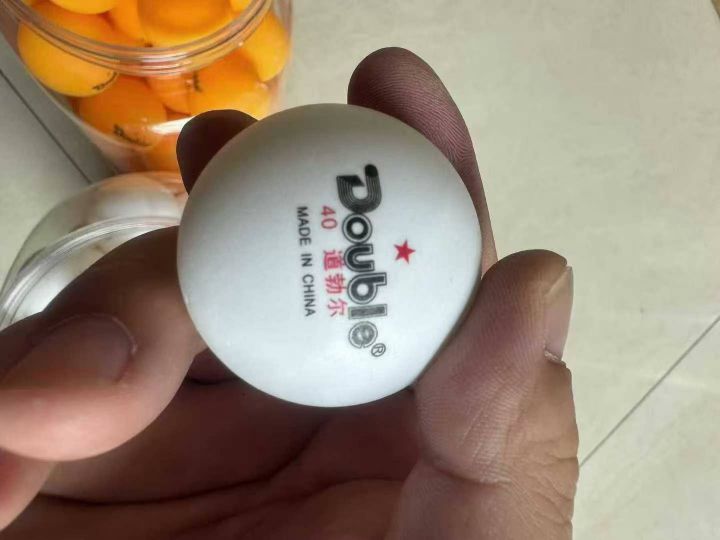 ★
Double®
40 道勃尔
MADE IN CHINA